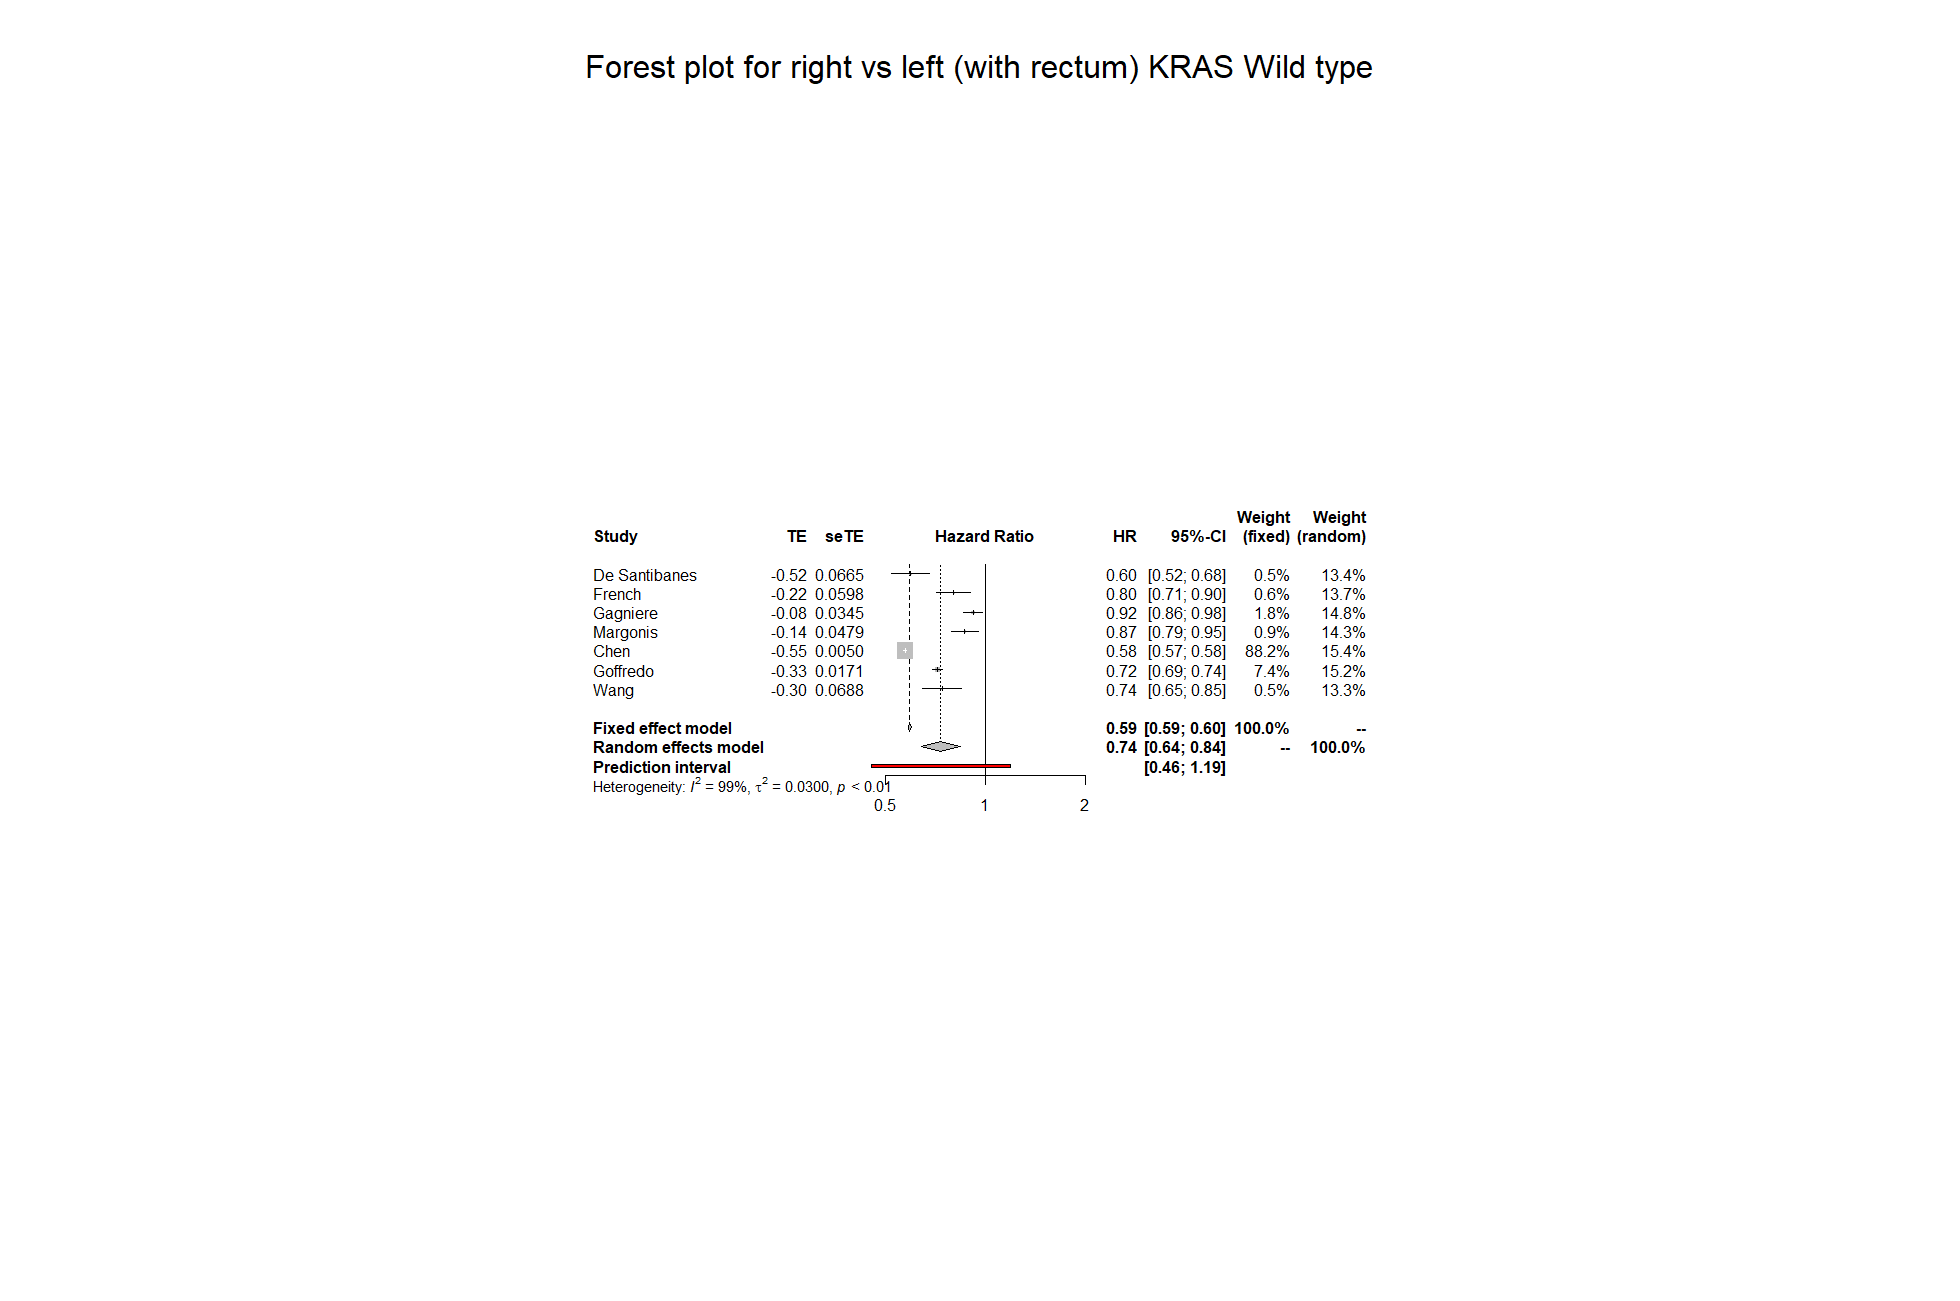 Forest plot for right vs left (with rectum) KRAS Wild type
Weight Weight
Study TE seTE Hazard Ratio HR 95%-CI (fixed) (random)
De Santibanes -0.52 0.0665 0.60 [0.52; 0.68] 0.5% 13.4%
French -0.22 0.0598 0.80 [0.71; 0.90] 0.6% 13.7%
Gagniere -0.08 0.0345 0.92 [0.86; 0.98] 1.8% 14.8%
Margonis -0.14 0.0479 0.87 [0.79; 0.95] 0.9% 14.3%
Chen -0.55 0.0050 0.58 [0.57; 0.58] 88.2% 15.4%
Goffredo -0.33 0.0171 0.72 [0.69; 0.74] 7.4% 15.2%
Wang -0.30 0.0688 0.74 [0.65; 0.85] 0.5% 13.3%
Fixed effect model 0.59 [0.59; 0.60] 100.0% --
Random effects model 0.74 [0.64; 0.84] -- 100.0%
Prediction interval [0.46; 1.19]
Heterogeneity: I² = 99%, τ² = 0.0300, p < 0.01
0.5 1 2